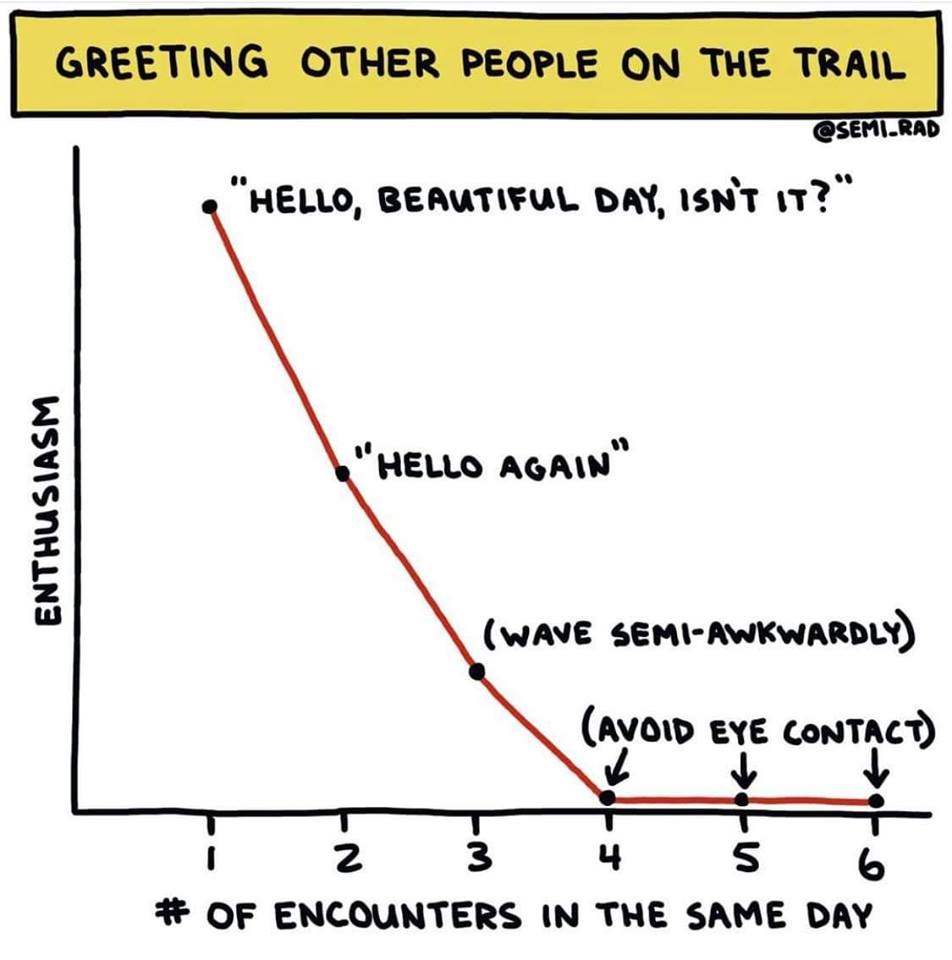 GREETING OTHER PEOPLE ON THE TRAIL
@SEMI_RAD
"HELLO, BEAUTIFUL DAY, ISN'T IT?"
"HELLO AGAIN"
(WAVE SEMI-AWKWARDLY)
(AVOID EYE CONTACT)
ENTHUSIASM
1 2 3 4 5 6
# OF ENCOUNTERS IN THE SAME DAY